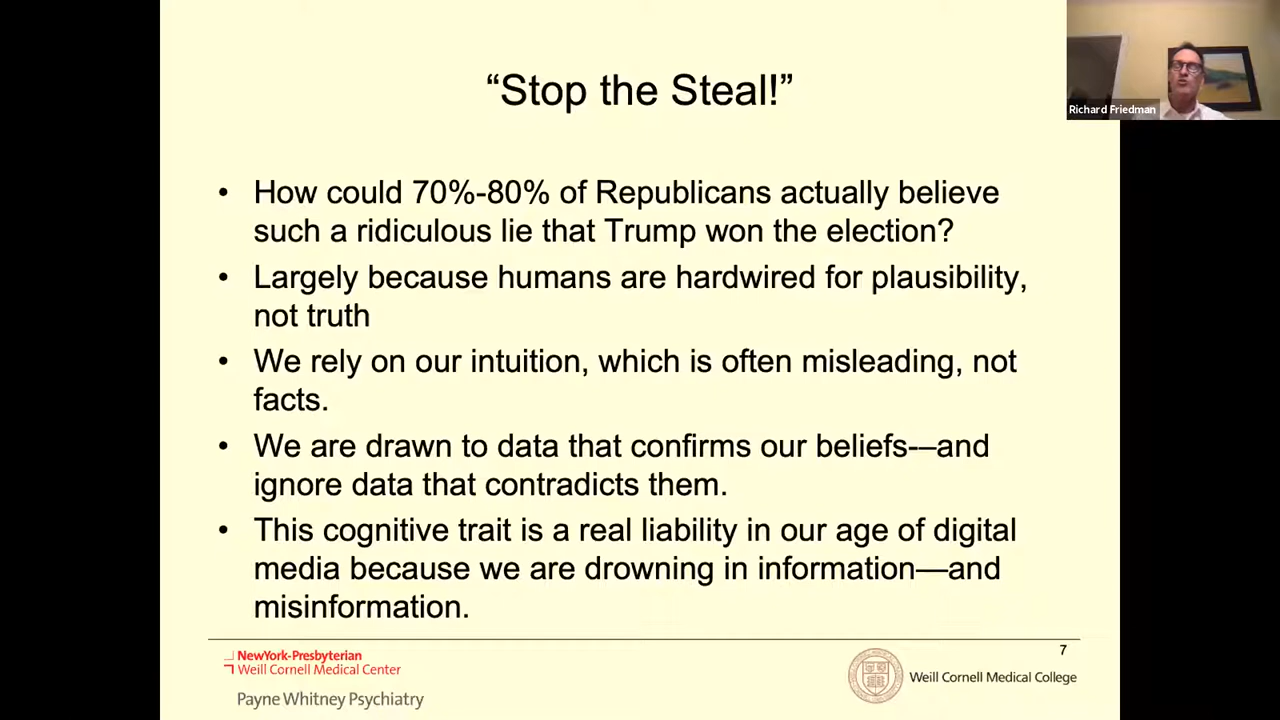 “Stop the Steal!”
Richard Friedman
• How could 70%-80% of Republicans actually believe
such a ridiculous lie that Trump won the election?
• Largely because humans are hardwired for plausibility,
not truth
• We rely on our intuition, which is often misleading, not
facts.
• We are drawn to data that confirms our beliefs-–and
ignore data that contradicts them.
• This cognitive trait is a real liability in our age of digital
media because we are drowning in information—and
misinformation.
7
NewYork-Presbyterian
Weill Cornell Medical Center
Payne Whitney Psychiatry
Weill Cornell Medical College